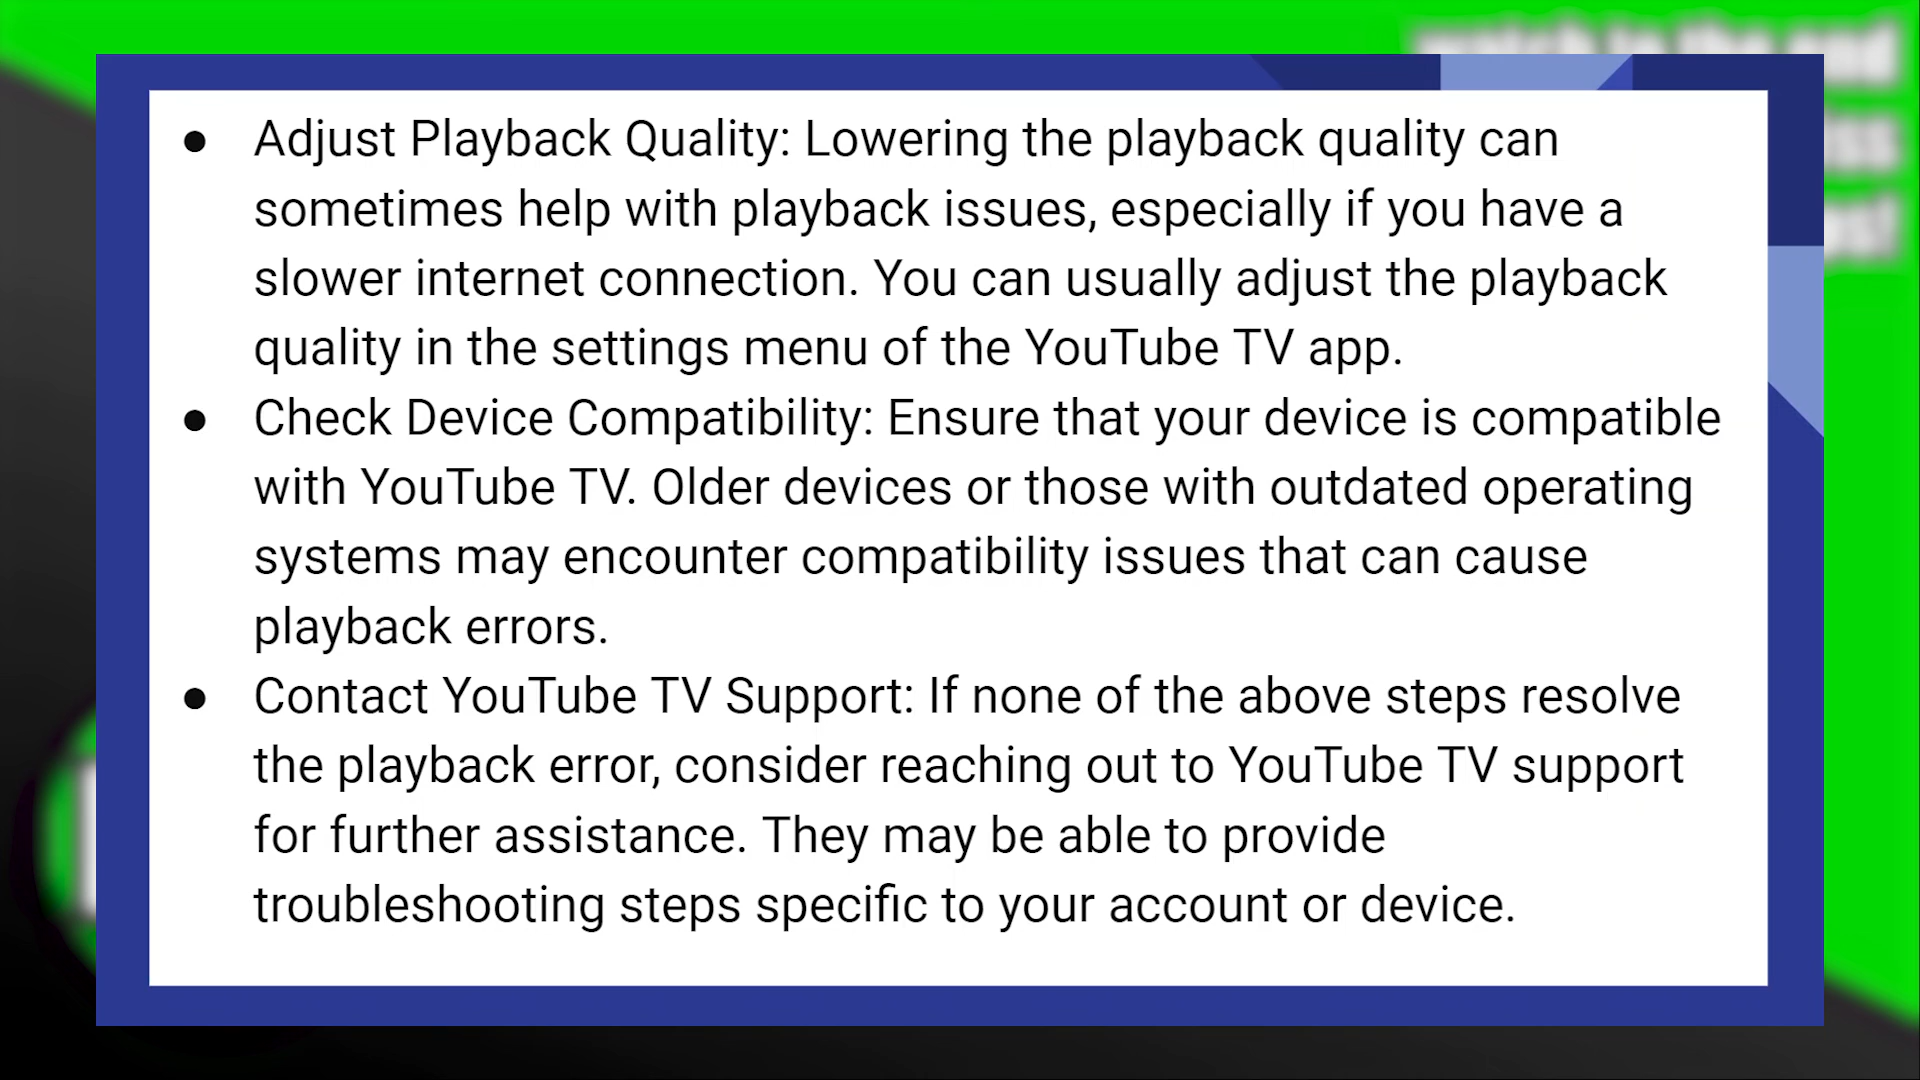 watch to the end
● Adjust Playback Quality: Lowering the playback quality can
sometimes help with playback issues, especially if you have a
slower internet connection. You can usually adjust the playback
quality in the settings menu of the YouTube TV app.
● Check Device Compatibility: Ensure that your device is compatible
with YouTube TV. Older devices or those with outdated operating
systems may encounter compatibility issues that can cause
playback errors.
● Contact YouTube TV Support: If none of the above steps resolve
the playback error, consider reaching out to YouTube TV support
for further assistance. They may be able to provide
troubleshooting steps specific to your account or device.